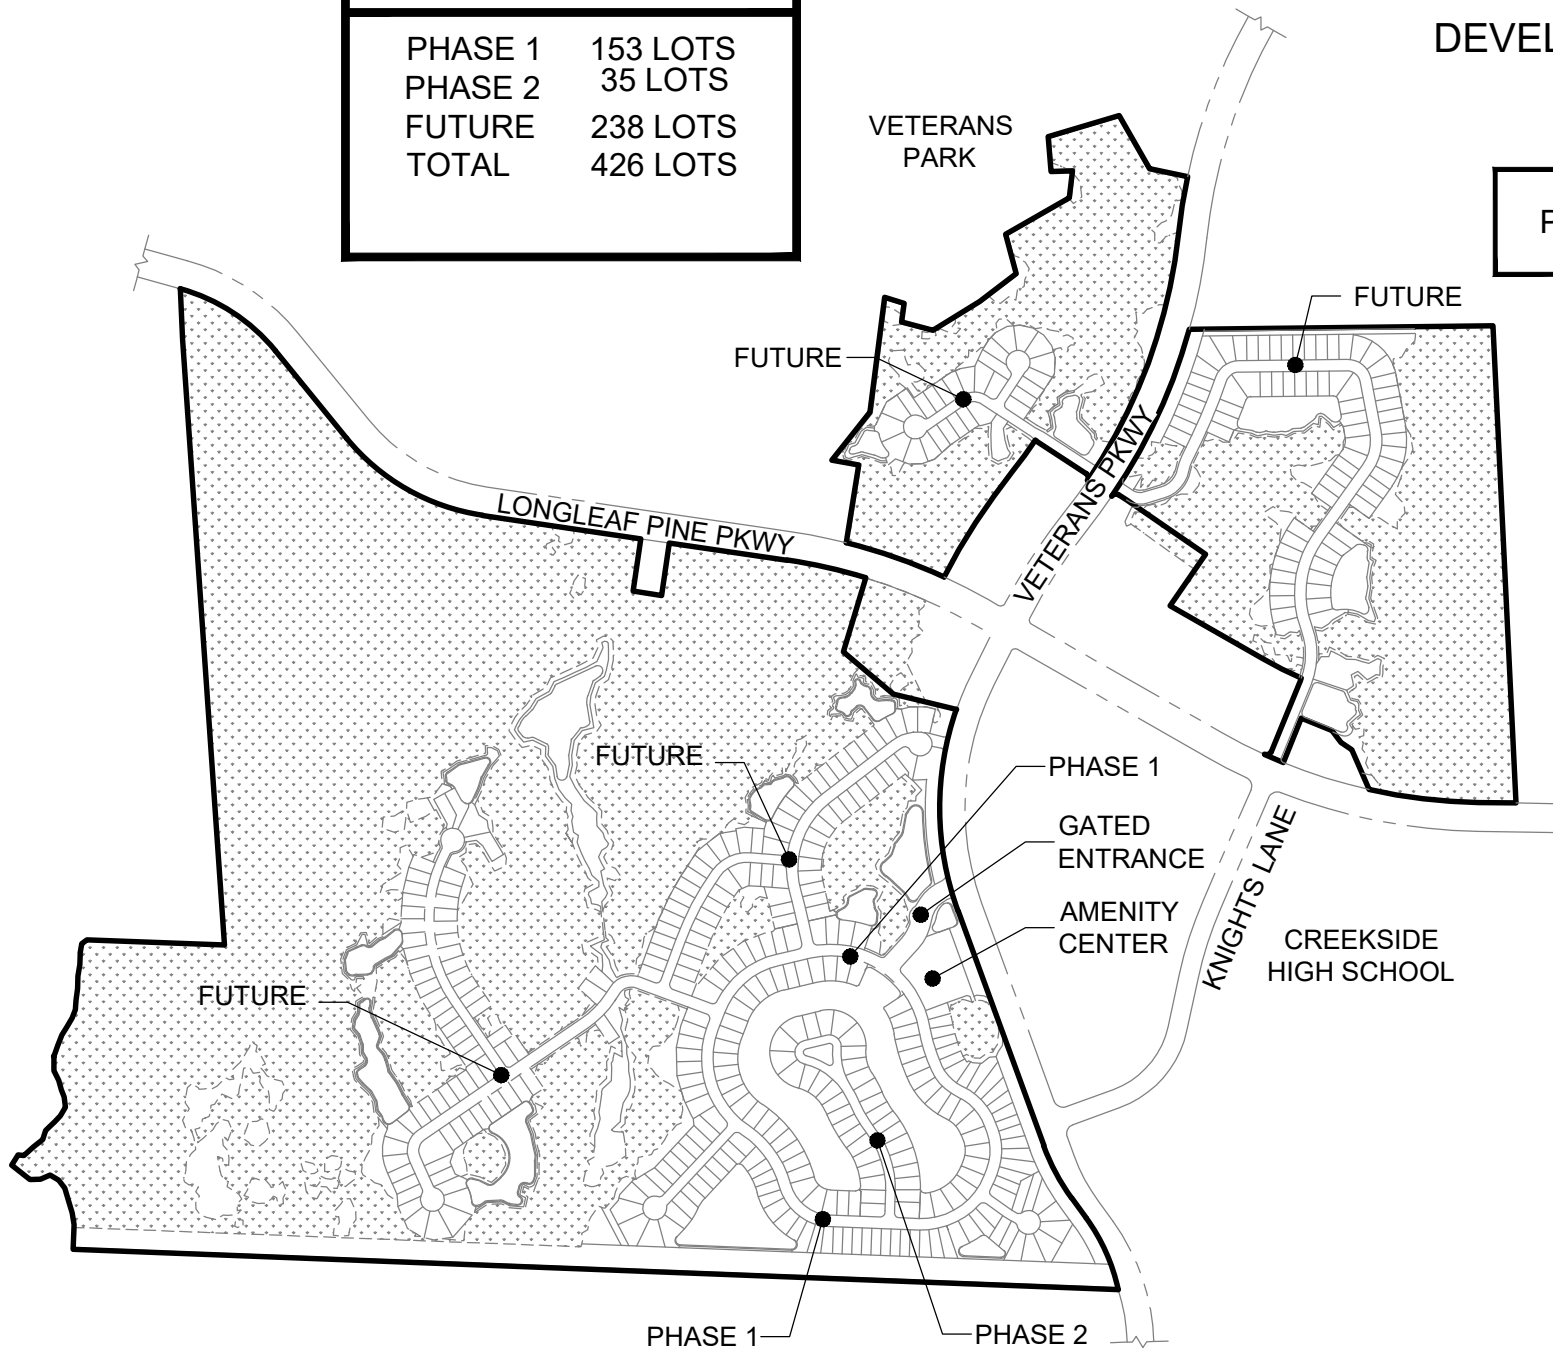 DEVEL
PHASE 1 153 LOTS
PHASE 2 35 LOTS
FUTURE 238 LOTS
TOTAL 426 LOTS
VETERANS
PARK
FUTURE
FUTURE
LONGLEAF PINE PKWY
VETERANS PKWY
FUTURE
PHASE 1
GATED
ENTRANCE
AMENITY
CENTER
KNIGHTS LANE
CREEKSIDE
HIGH SCHOOL
FUTURE
PHASE 1
PHASE 2